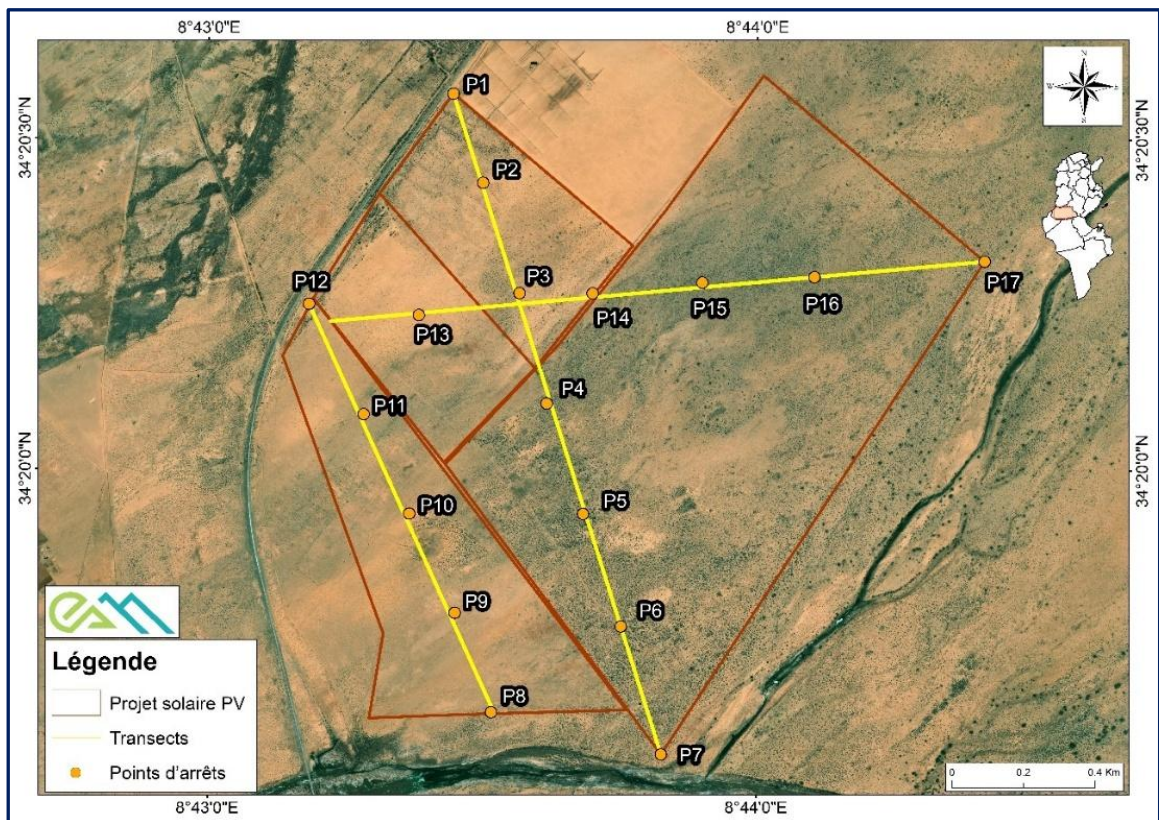 8°43'0"E
8°44'0"E
34°20'30"N
34°20'30"N
P1
P2
P3
P12
P13
P14
P15
P16
P17
P4
P11
34°20'0"N
34°20'0"N
P5
P10
P9
P6
P8
P7
Légende
Projet solaire PV
Transects
Points d'arrêts
0
0.2
0.4 Km
8°43'0"E
8°44'0"E